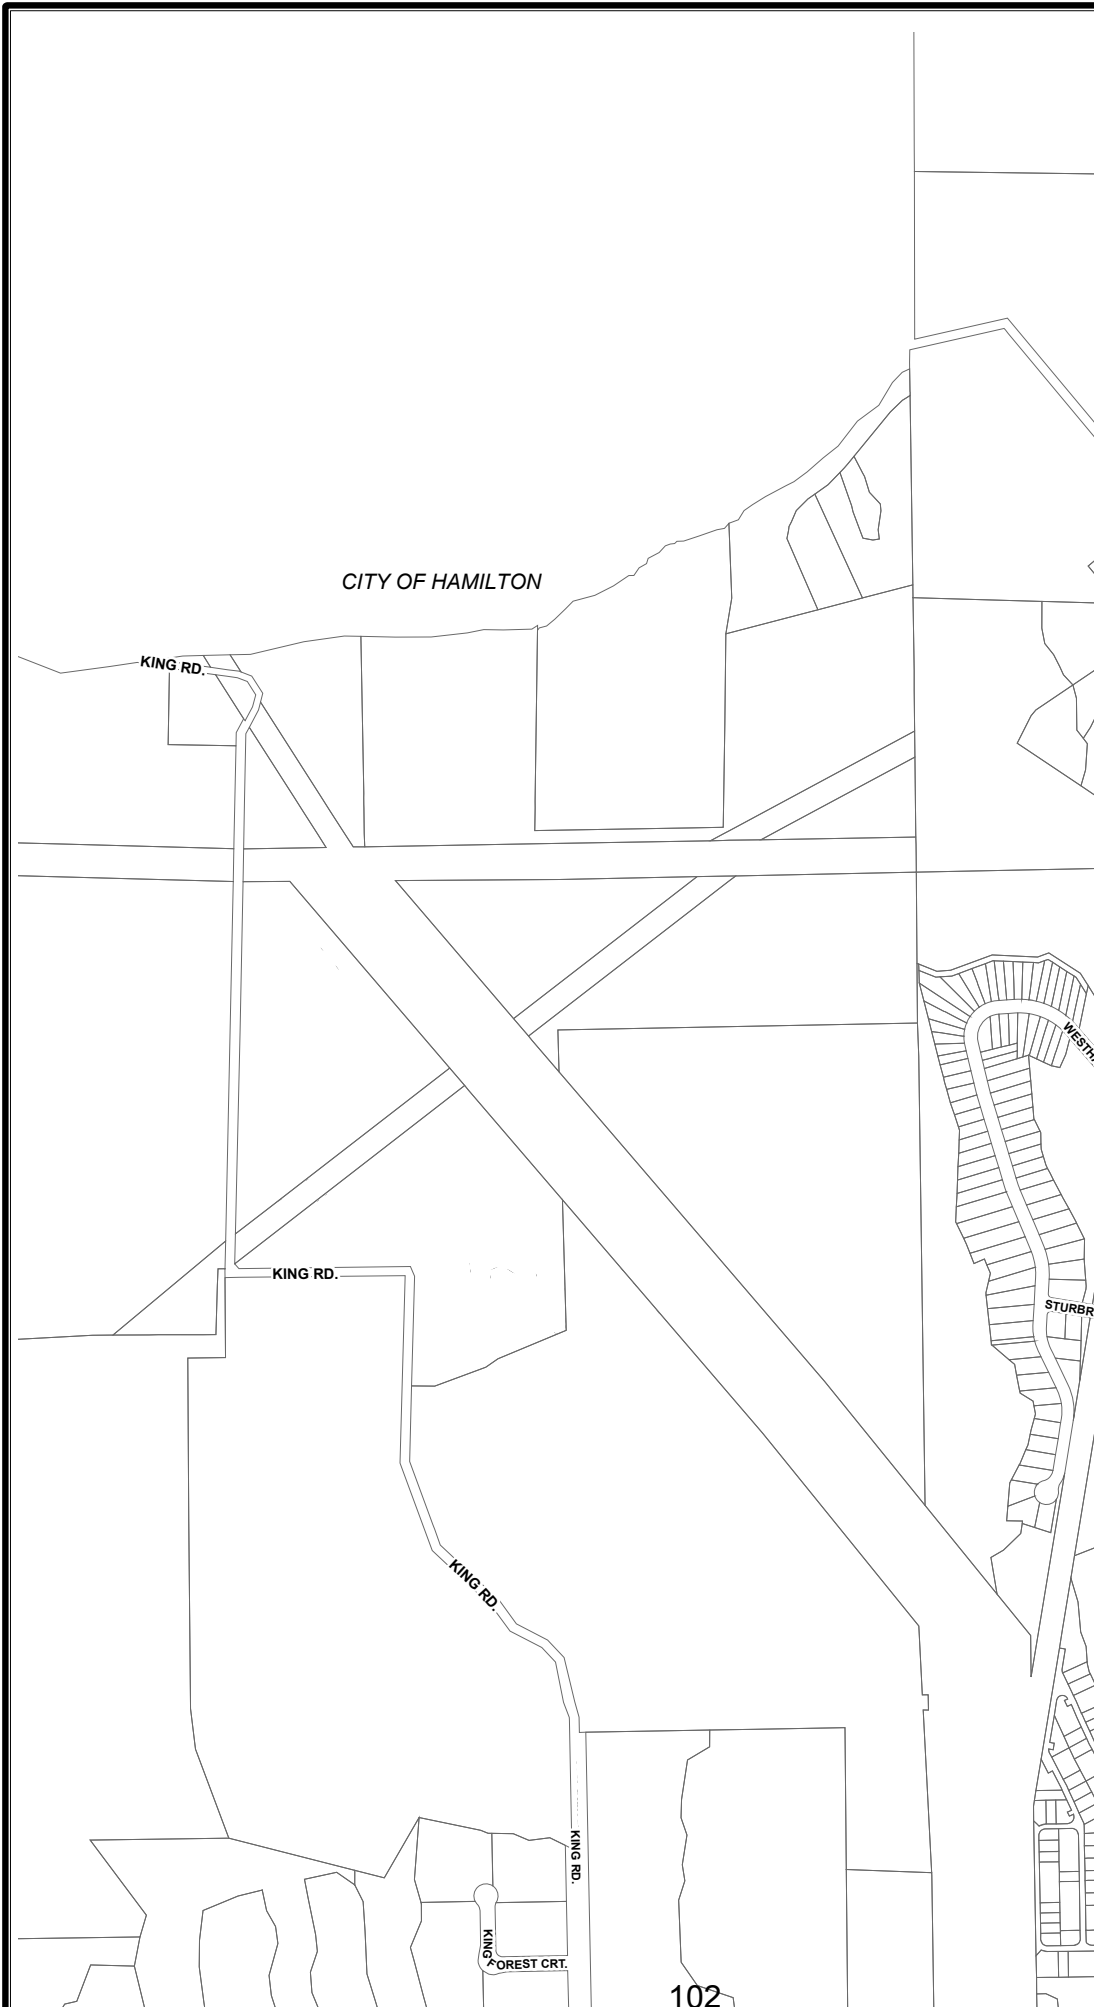 CITY OF HAMILTON
KING RD.
WESTH
KING RD.
STURBR
KING RD.
KING RD.
KING FOREST CRT.
102